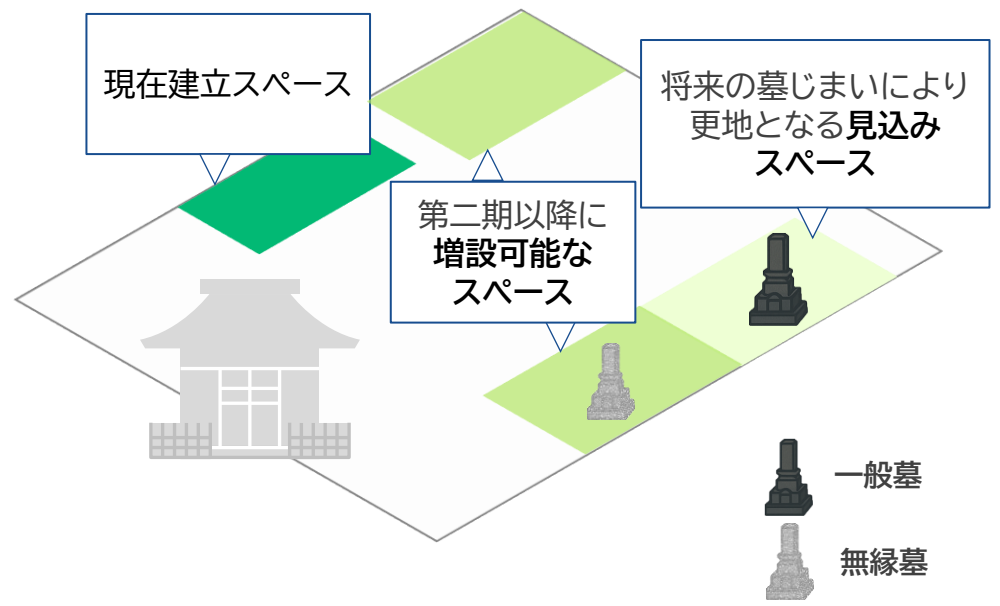 現在建立スペース
将来の墓じまいにより
更地となる見込み
スペース
第二期以降に
増設可能な
スペース
一般墓
無縁墓